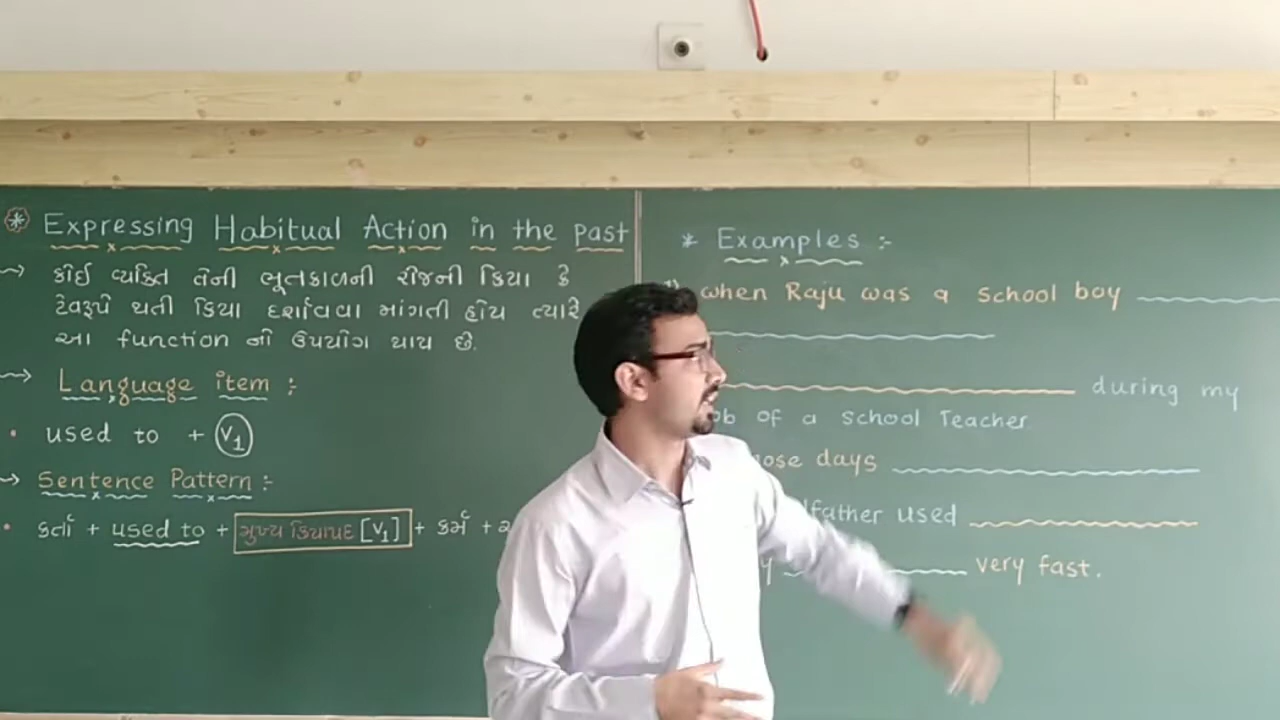 Expressing Habitual Action in the past
કોઈ વ્યકિત તેની ભૂતકાળની રોજની ક્રિયા કે
ટેવરૂપે થતી ક્રિયા દર્શાવવા માંગતી હોય ત્યારે
આ function નો ઉપયોગ થાય છે.
→ Language item :
• used to + V1
→ Sentence Pattern :-
• કર્તા + used to + મુખ્ય ક્રિયાપદ [V1] + કર્મ +
* Examples :-
when Raju was a school boy
during my
of a school Teacher
days
used
very fast.